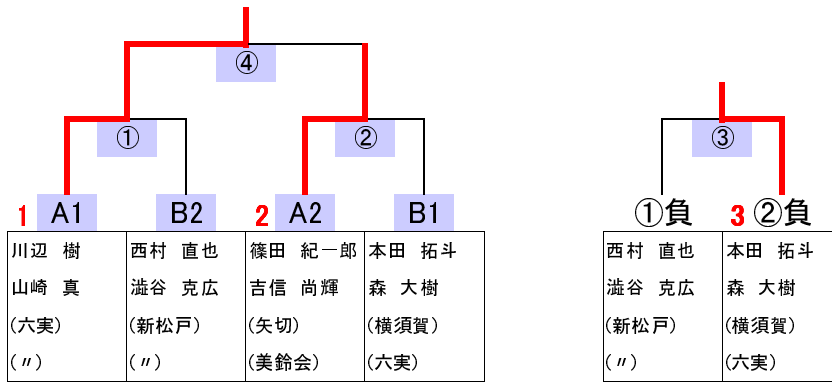 ④
① ② ③
1 A1 B2 2 A2 B1 ①負 3 ②負
川辺 樹 西村 直也 篠田 紀一郎 本田 拓斗 西村 直也 本田 拓斗
山崎 真 澁谷 克広 吉信 尚輝 森 大樹 澁谷 克広 森 大樹
(六実) (新松戸) (矢切) (横須賀) (新松戸) (横須賀)
(〃) (〃) (美鈴会) (六実) (〃) (六実)